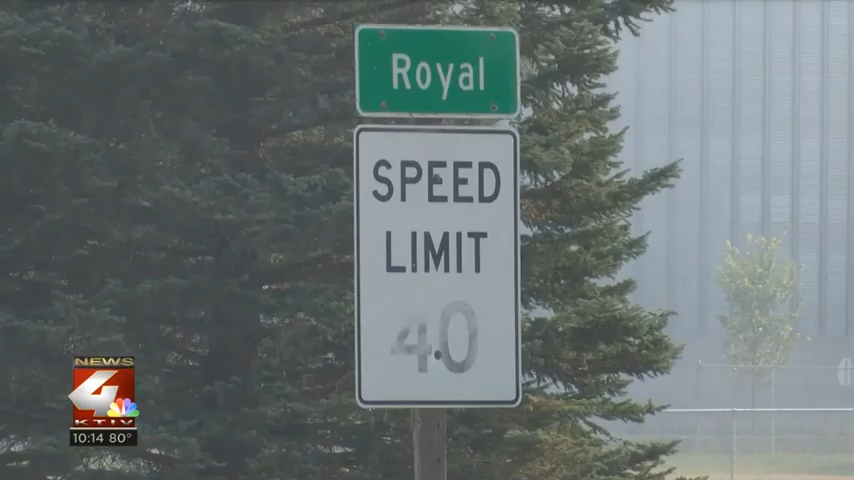 Royal
SPEED
LIMIT
40
NEWS
4
KTIV
10:14 80°